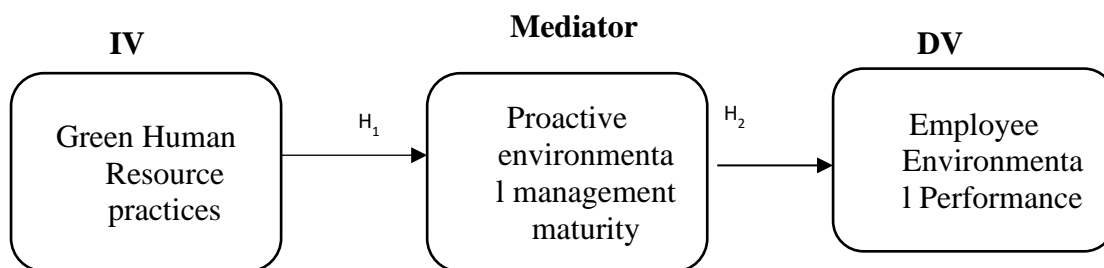 IV
Mediator
DV
Green Human
Resource
practices
H1
Proactive
environmenta
l management
maturity
H2
Employee
Environmenta
l Performance